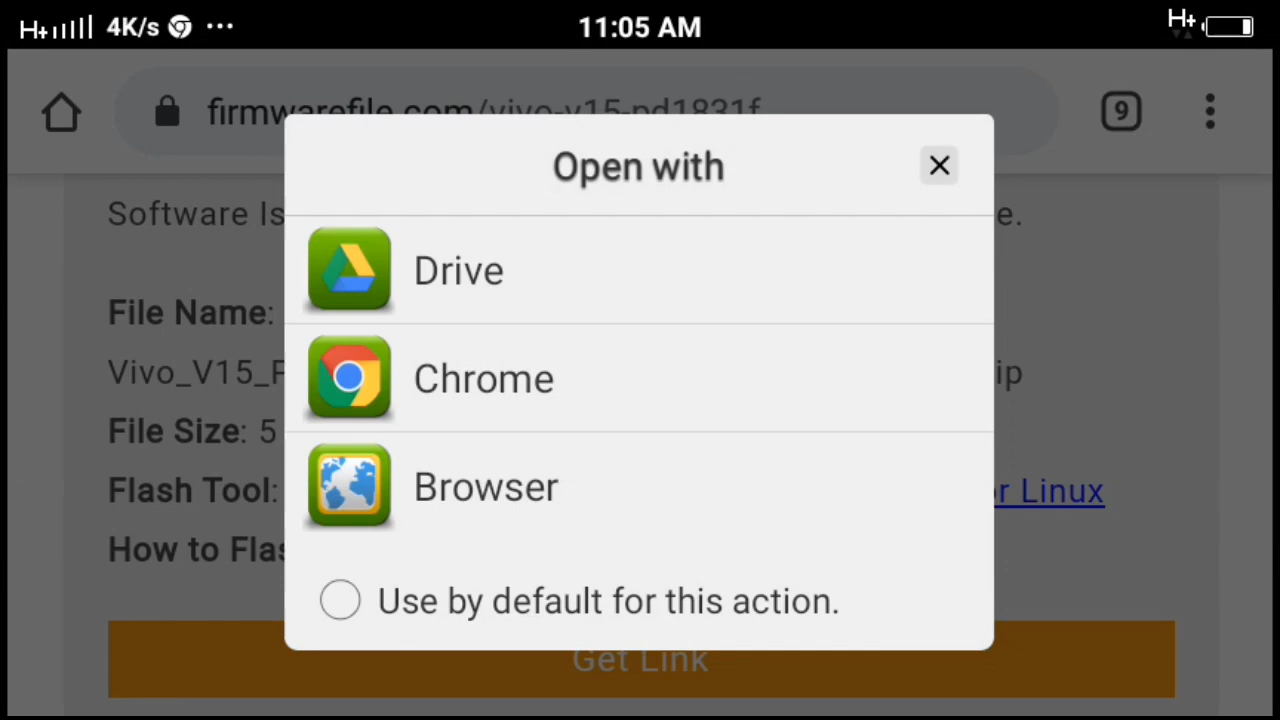 H+ 4K/s ... 11:05 AM H+
firmwarefile.com/vivo-v15-pd1831f 9
Open with
Software Is e.
Drive
File Name:
Vivo_V15_P ip
Chrome
File Size: 5
Flash Tool: or Linux
Browser
How to Flas
Use by default for this action.
Get Link